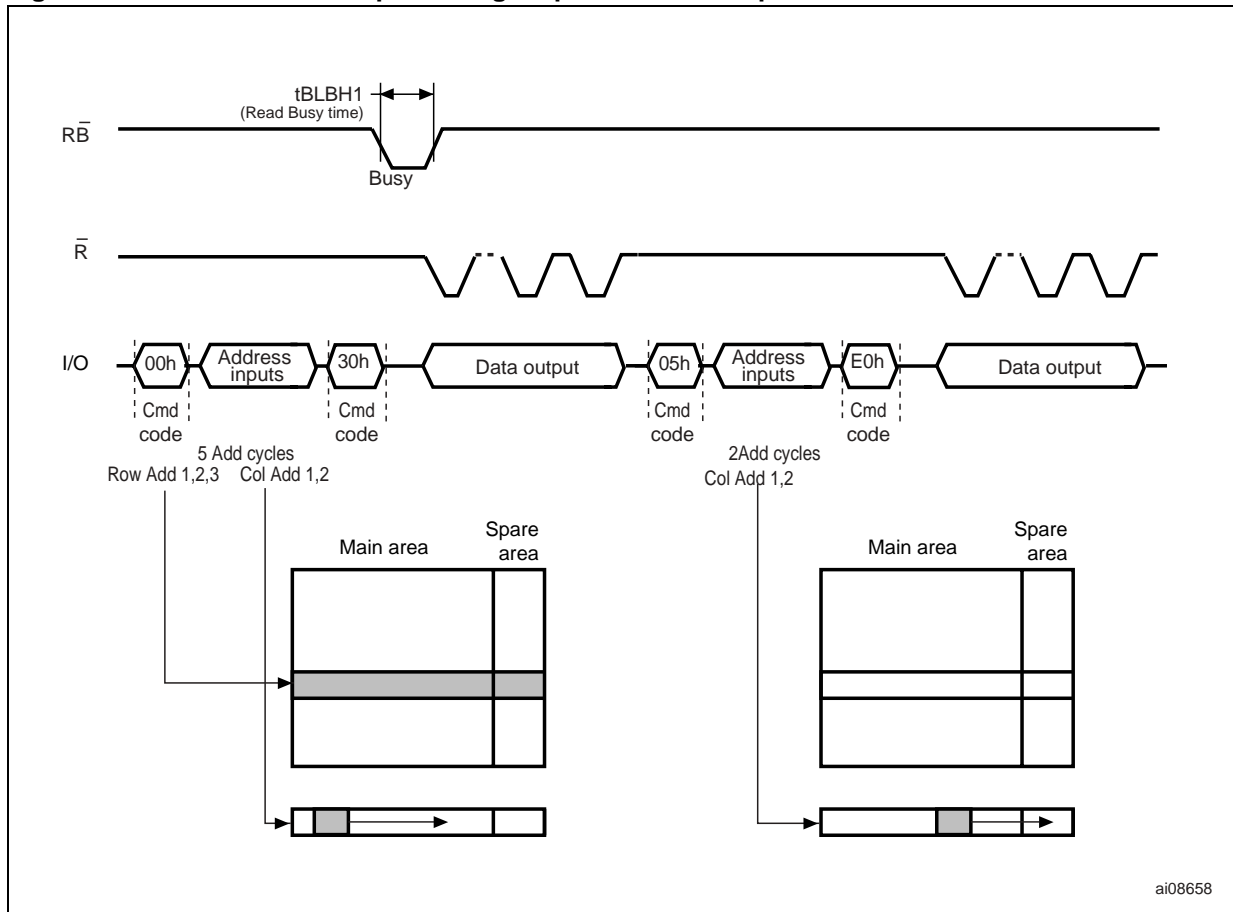 tBLBH1
(Read Busy time)
RB̅
Busy
R̅
I/O
00h
Address
inputs
30h
Data output
05h
Address
inputs
E0h
Data output
Cmd
code
Cmd
code
Cmd
code
Cmd
code
5 Add cycles
Row Add 1,2,3
Col Add 1,2
2Add cycles
Col Add 1,2
Main area
Spare
area
Main area
Spare
area
ai08658